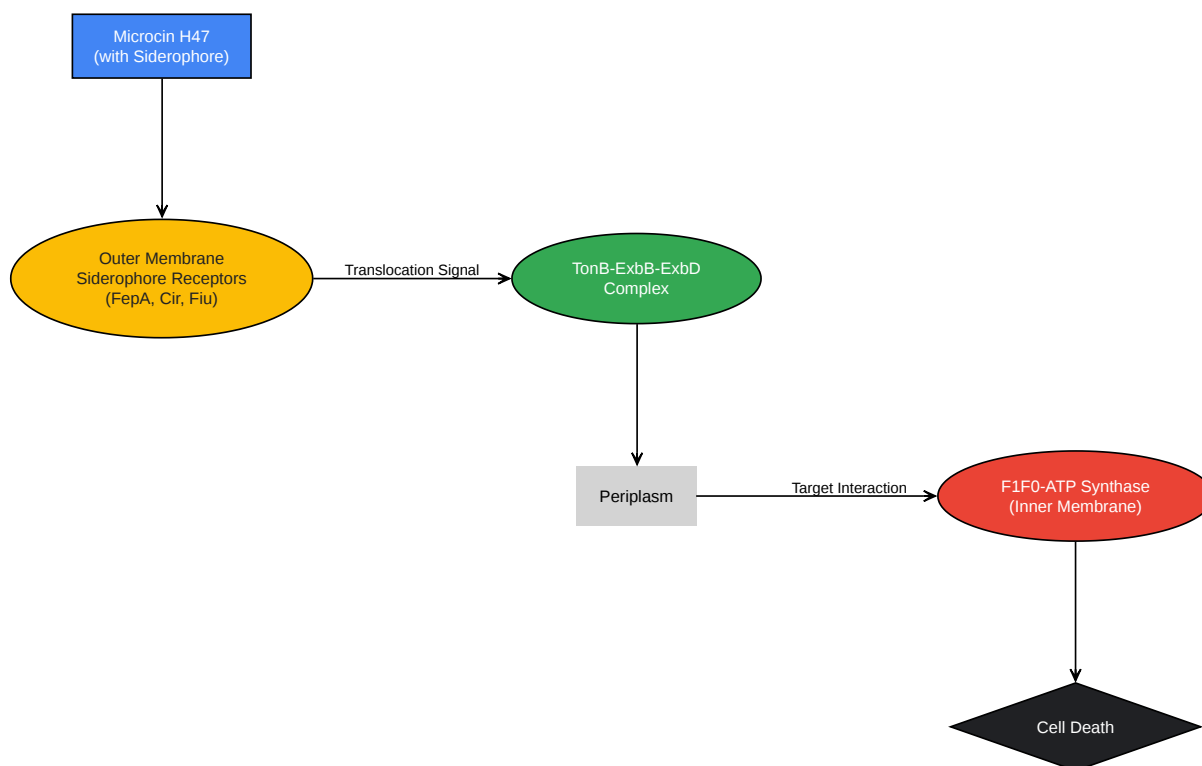 Microcin H47
(with Siderophore)
Outer Membrane
Siderophore Receptors
(FepA, Cir, Fiu)
Translocation Signal
TonB-ExbB-ExbD
Complex
Periplasm
Target Interaction
F1F0-ATP Synthase
(Inner Membrane)
Cell Death